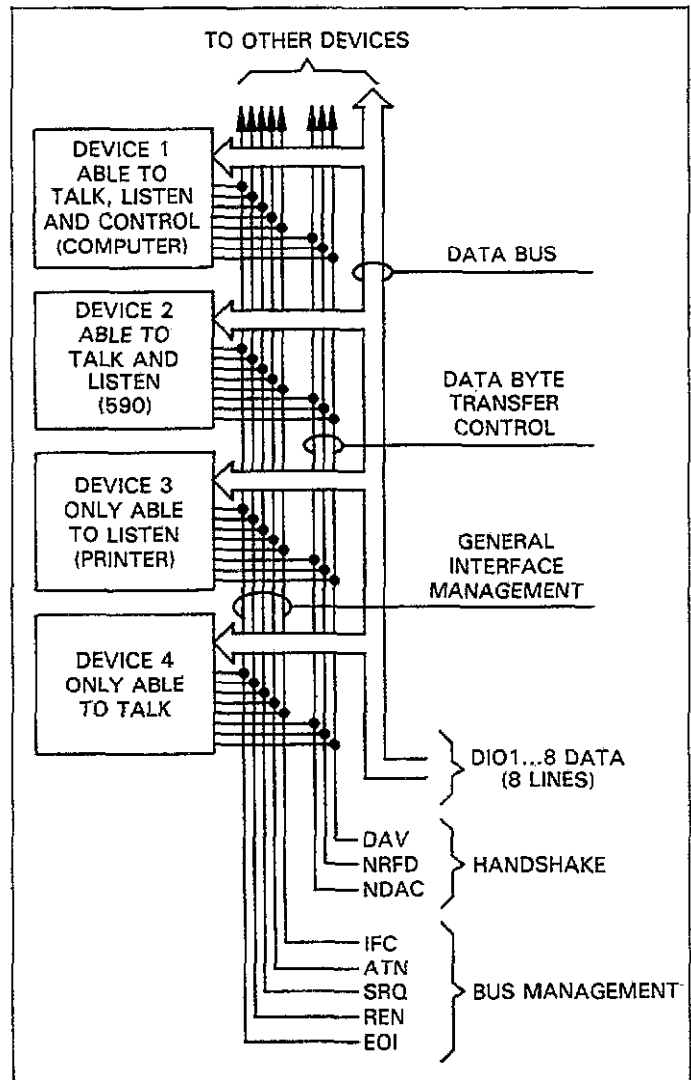 TO OTHER DEVICES
DEVICE 1
ABLE TO
TALK, LISTEN
AND CONTROL
(COMPUTER)
DATA BUS
DEVICE 2
ABLE TO
TALK AND
LISTEN
(590)
DATA BYTE
TRANSFER
CONTROL
DEVICE 3
ONLY ABLE
TO LISTEN
(PRINTER)
GENERAL
INTERFACE
MANAGEMENT
DEVICE 4
ONLY ABLE
TO TALK
DIO1...8 DATA
(8 LINES)
DAV
NRFD
NDAC
HANDSHAKE
IFC
ATN
SRQ
REN
EOI
BUS MANAGEMENT